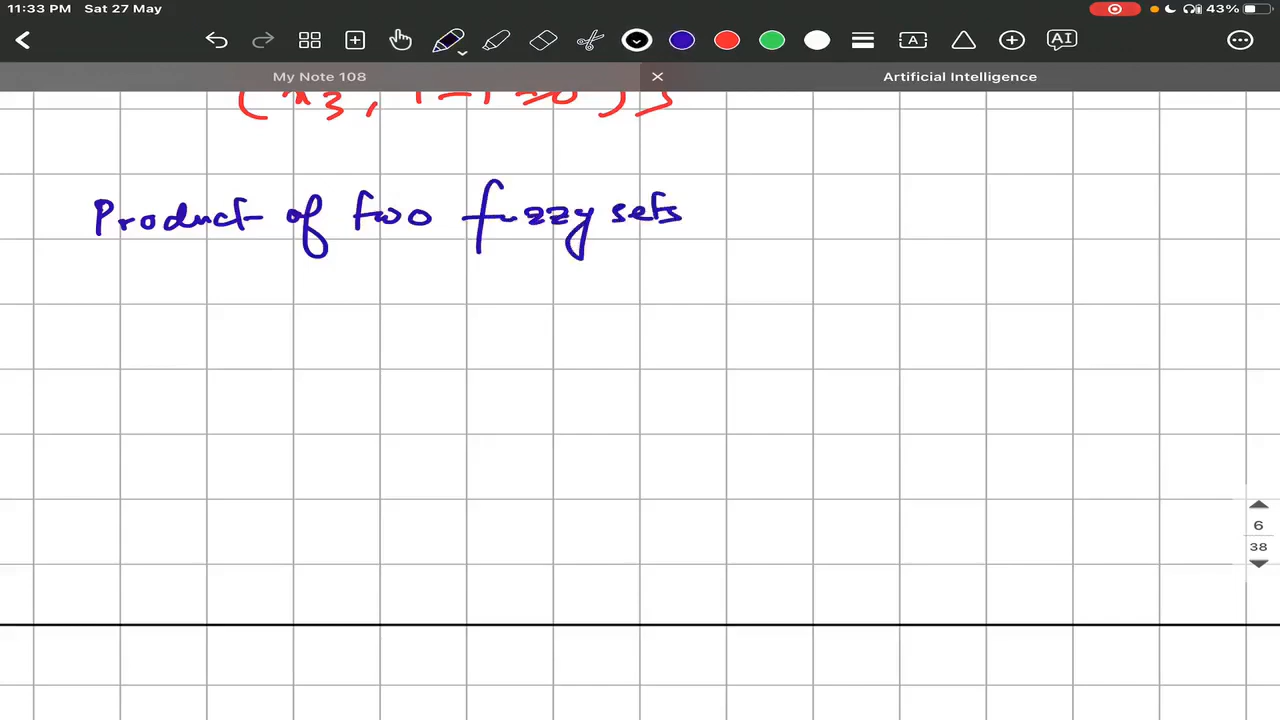 11:33 PM Sat 27 May
43%
A
AI
My Note 108
Artificial Intelligence
Product of two fuzzy sets
6
38